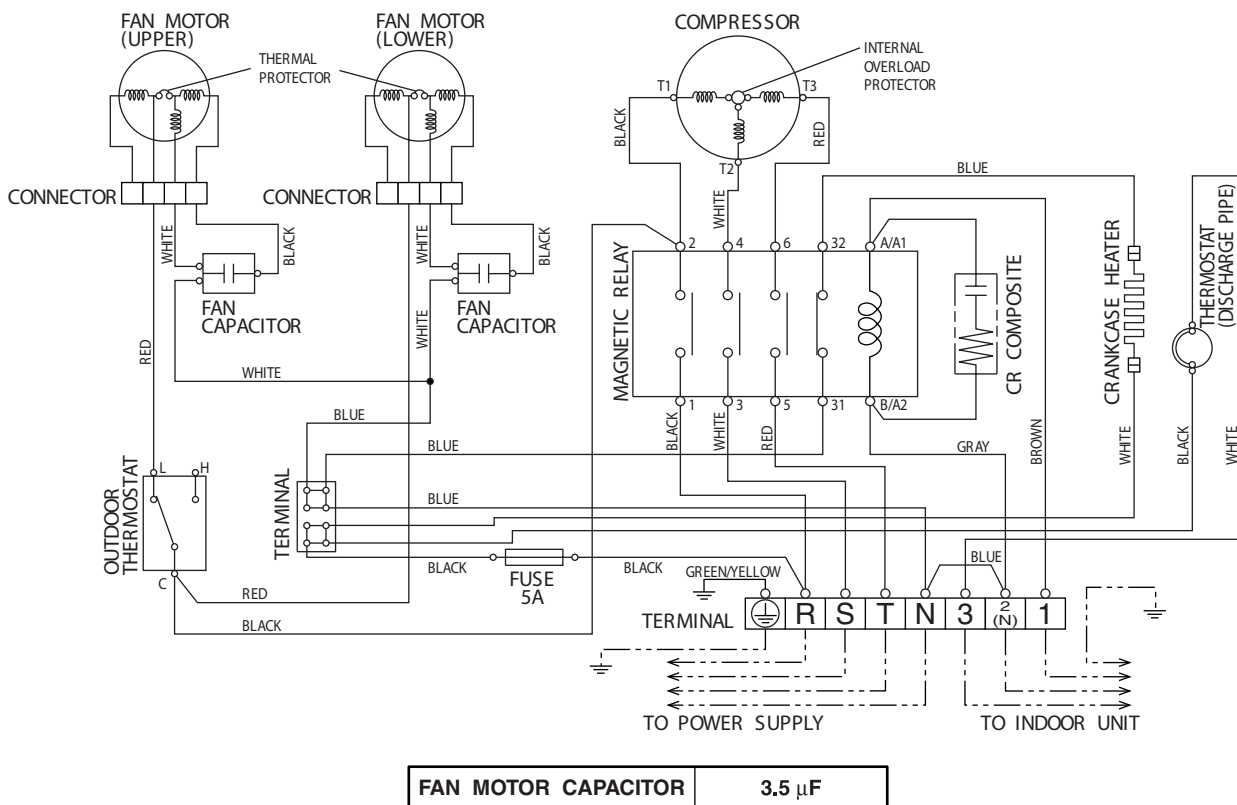 FAN MOTOR
(UPPER)
FAN MOTOR
(LOWER)
COMPRESSOR
THERMAL
PROTECTOR
INTERNAL
OVERLOAD
PROTECTOR
T1
T3
T2
BLACK
RED
WHITE
BLUE
CONNECTOR
CONNECTOR
WHITE
BLACK
WHITE
BLACK
FAN
CAPACITOR
FAN
CAPACITOR
2
4
6
32
A/A1
MAGNETIC RELAY
1
3
5
31
B/A2
CR COMPOSITE
CRANKCASE HEATER
THERMOSTAT
(DISCHARGE PIPE)
RED
WHITE
WHITE
BLUE
BLUE
BLUE
BLACK
WHITE
RED
GRAY
BROWN
WHITE
BLACK
WHITE
L
H
C
OUTDOOR
THERMOSTAT
TERMINAL
BLACK
FUSE
5A
BLACK
GREEN/YELLOW
BLUE
RED
BLACK
TERMINAL
R
S
T
N
3
2
(N)
1
TO POWER SUPPLY
TO INDOOR UNIT
FAN MOTOR CAPACITOR
3.5 μF